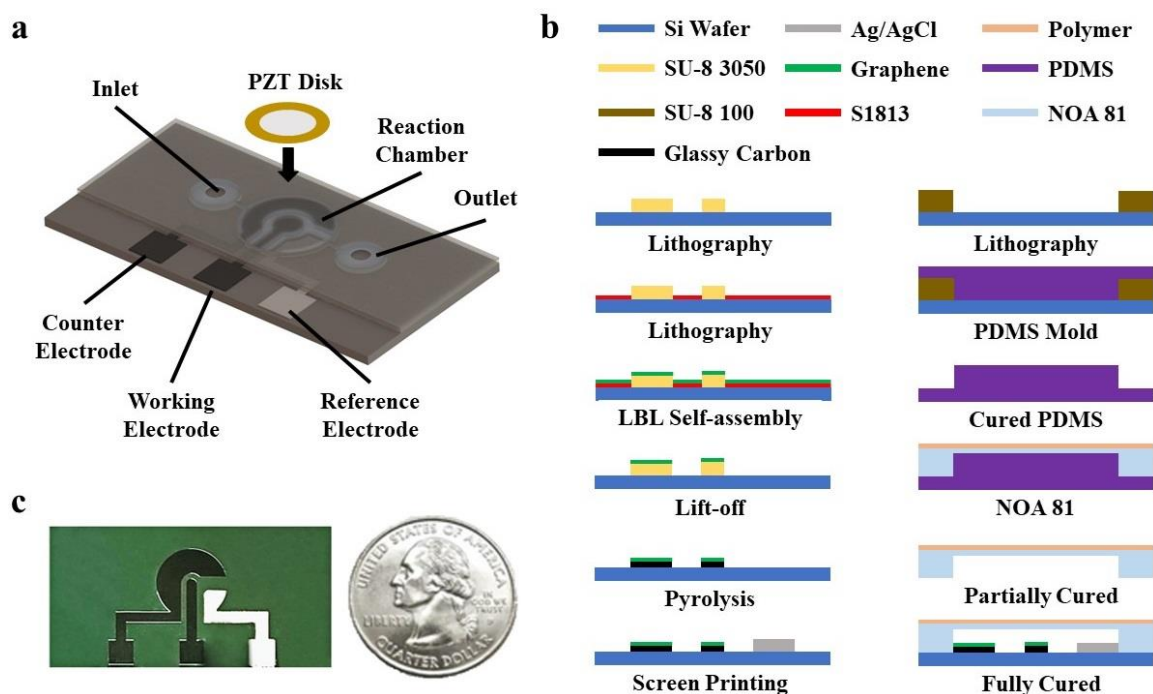 a
PZT Disk
Inlet
Reaction
Chamber
Outlet
Counter
Electrode
Working
Electrode
Reference
Electrode
b
Si Wafer
Ag/AgCl
Polymer
SU-8 3050
Graphene
PDMS
SU-8 100
S1813
NOA 81
Glassy Carbon
Lithography
Lithography
LBL Self-assembly
Lift-off
Pyrolysis
Screen Printing
Lithography
PDMS Mold
Cured PDMS
NOA 81
Partially Cured
Fully Cured
c
UNITED STATES OF AMERICA
LIBERTY
IN
GOD WE
TRUST
QUARTER DOLLAR